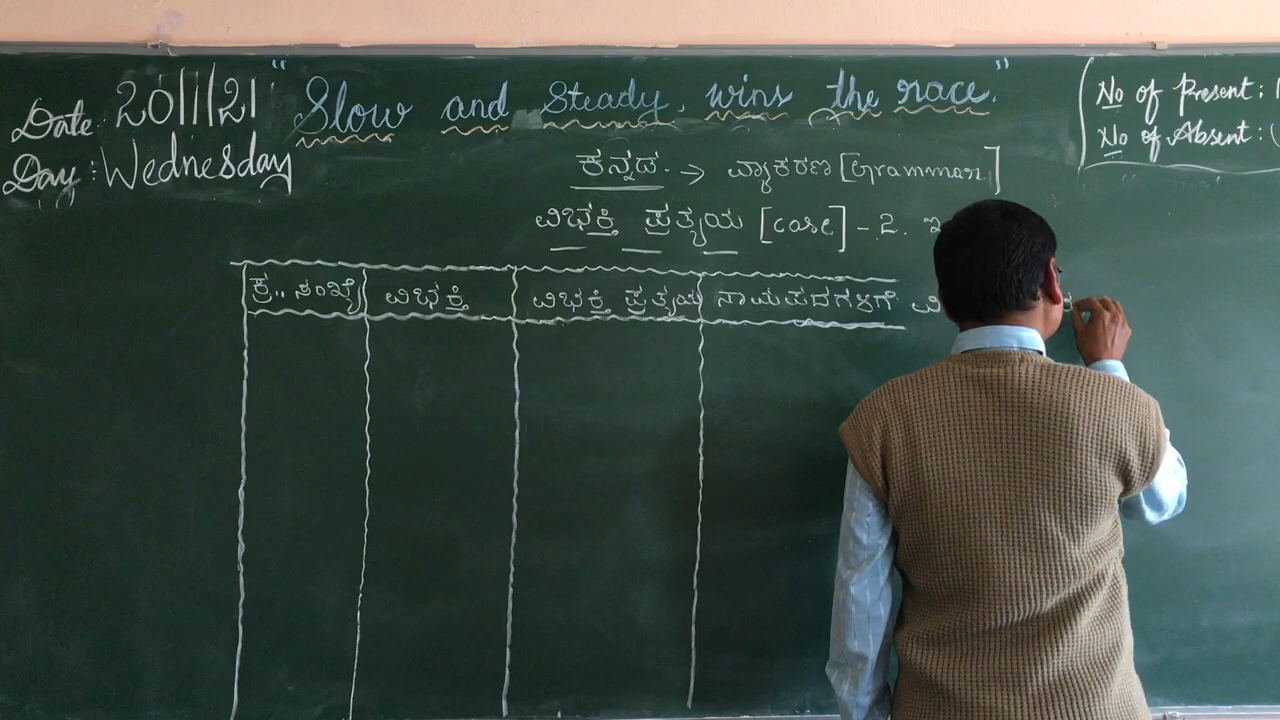 Date: 20/1/21
"Slow and Steady, wins the race."
No of Present:
Day: Wednesday
No of Absent:
ಕನ್ನಡ. → ವ್ಯಾಕರಣ [Grammar]
ವಿಭಕ್ತಿ ಪ್ರತ್ಯಯ [case] - 2.
ಕ್ರ.. ಸಂಖ್ಯೆ ವಿಭಕ್ತಿ ವಿಭಕ್ತಿ ಪ್ರತ್ಯಯ ನಾಮಪದಗಳಿಗೆ